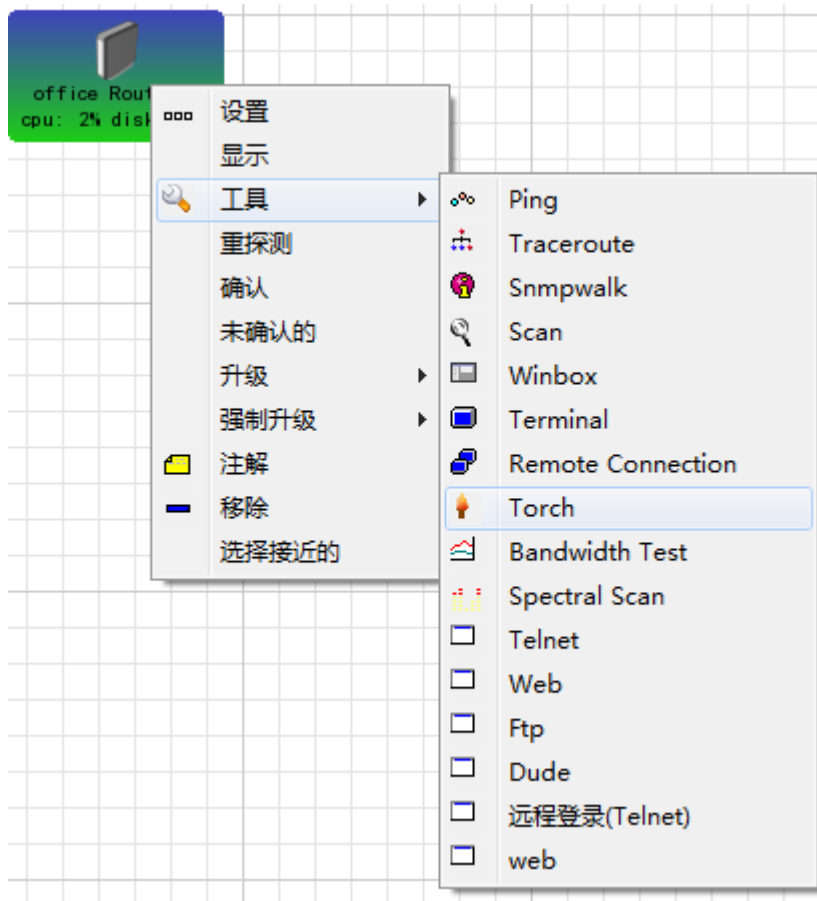 office Rout
cpu: 2% disk
设置
显示
工具
重探测
确认
未确认的
升级
强制升级
注解
移除
选择接近的
Ping
Traceroute
Snmpwalk
Scan
Winbox
Terminal
Remote Connection
Torch
Bandwidth Test
Spectral Scan
Telnet
Web
Ftp
Dude
远程登录(Telnet)
web